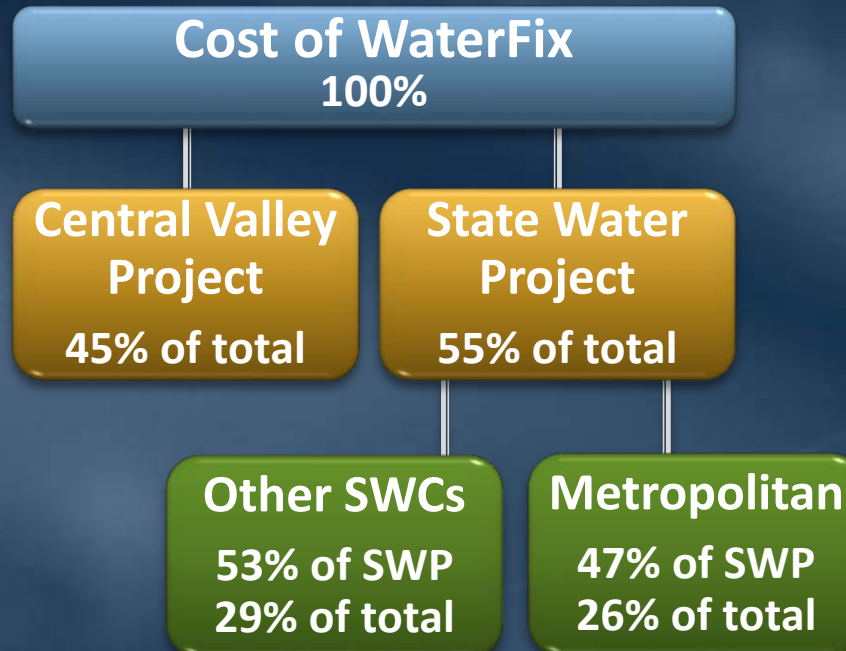 Cost of WaterFix
100%
Central Valley
Project
45% of total
State Water
Project
55% of total
Other SWCs
53% of SWP
29% of total
Metropolitan
47% of SWP
26% of total